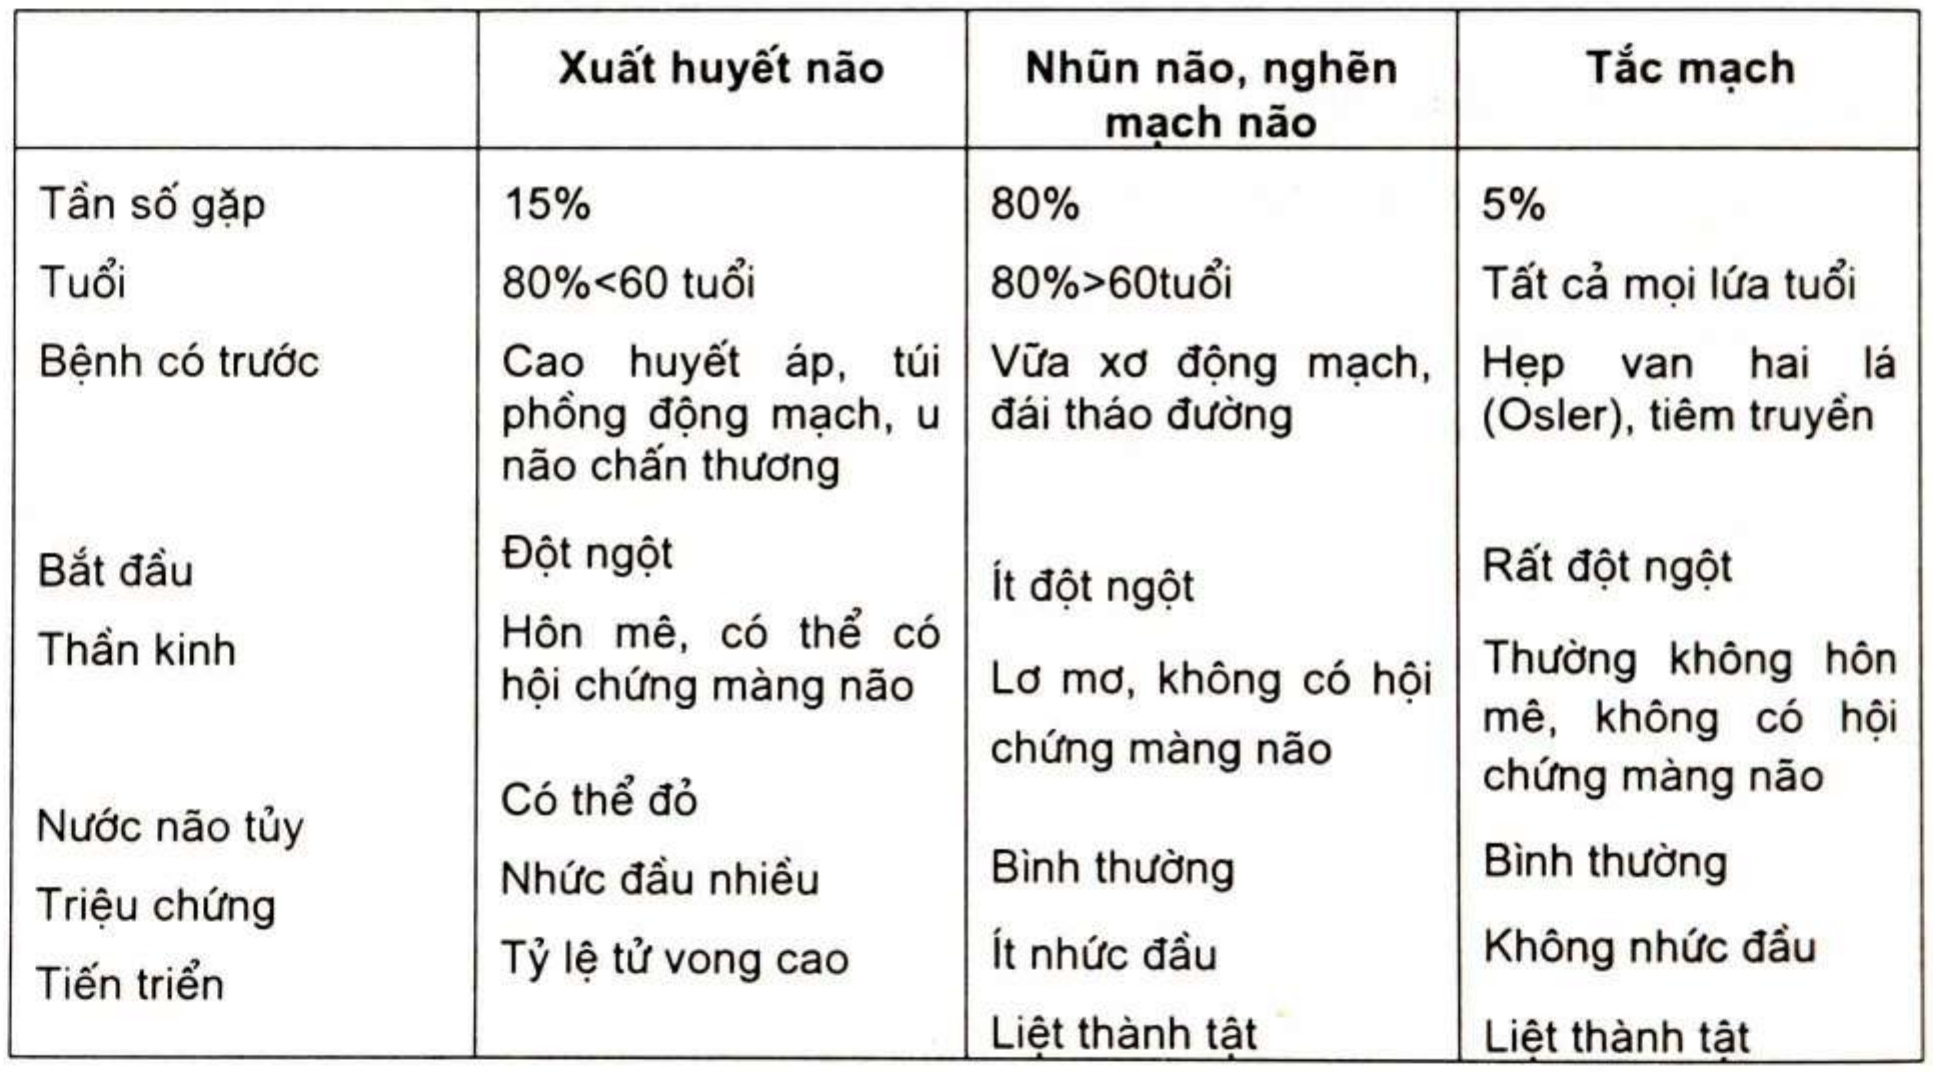 Xuất huyết não
Nhũn não, nghẽn
mạch não
Tắc mạch
Tần số gặp
15%
80%
5%
Tuổi
80%<60 tuổi
80%>60tuổi
Tất cả mọi lứa tuổi
Bệnh có trước
Cao huyết áp, túi
phồng động mạch, u
não chấn thương
Vữa xơ động mạch,
đái tháo đường
Hẹp van hai lá
(Osler), tiêm truyền
Bắt đầu
Đột ngột
Ít đột ngột
Rất đột ngột
Thần kinh
Hôn mê, có thể có
hội chứng màng não
Lơ mơ, không có hội
chứng màng não
Thường không hôn
mê, không có hội
chứng màng não
Nước não tủy
Có thể đỏ
Bình thường
Bình thường
Triệu chứng
Nhức đầu nhiều
Ít nhức đầu
Không nhức đầu
Tiến triển
Tỷ lệ tử vong cao
Liệt thành tật
Liệt thành tật